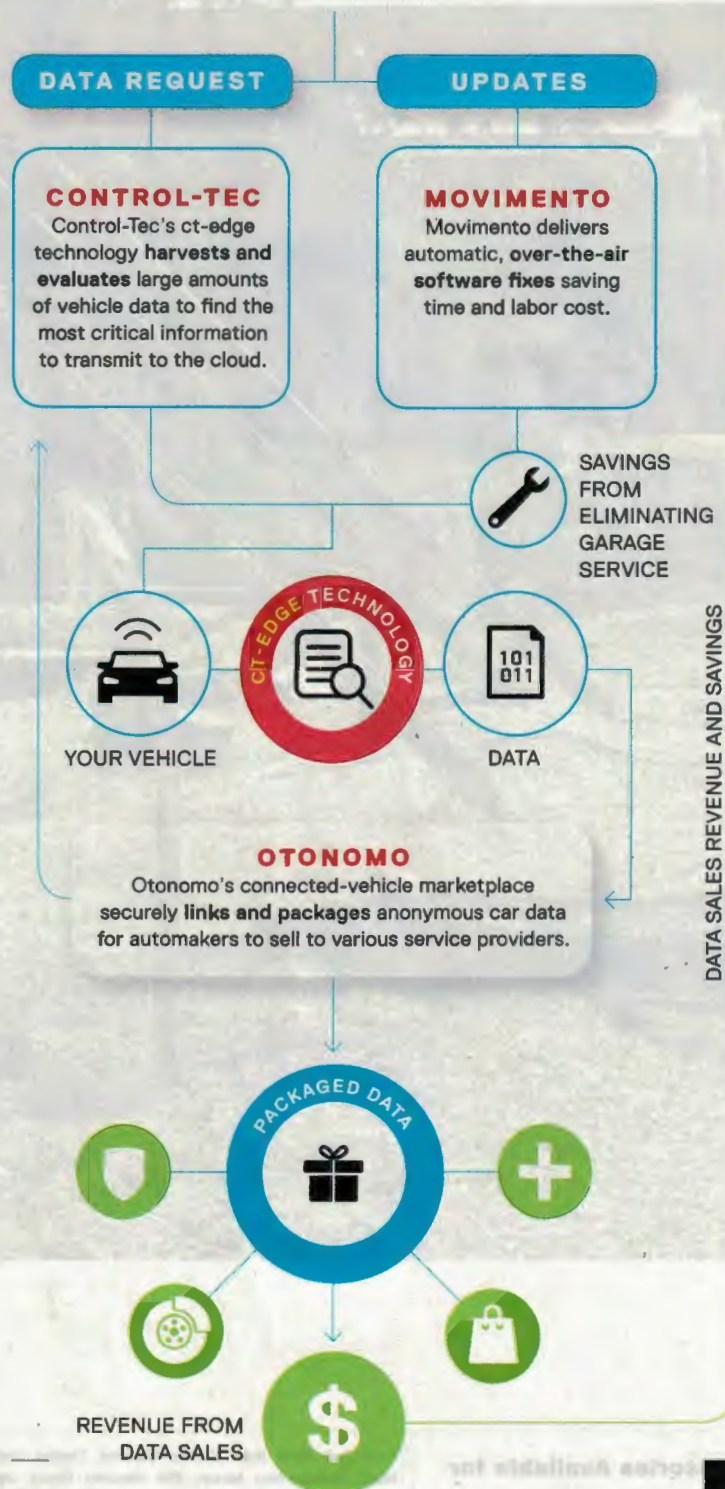 DATA REQUEST
UPDATES
CONTROL-TEC
Control-Tec's ct-edge
technology harvests and
evaluates large amounts
of vehicle data to find the
most critical information
to transmit to the cloud.
MOVIMENTO
Movimento delivers
automatic, over-the-air
software fixes saving
time and labor cost.
SAVINGS
FROM
ELIMINATING
GARAGE
SERVICE
CT-EDGE TECHNOLOGY
101
011
YOUR VEHICLE
DATA
DATA SALES REVENUE AND SAVINGS
OTONOMO
Otonomo's connected-vehicle marketplace
securely links and packages anonymous car data
for automakers to sell to various service providers.
PACKAGED DATA
$
REVENUE FROM
DATA SALES